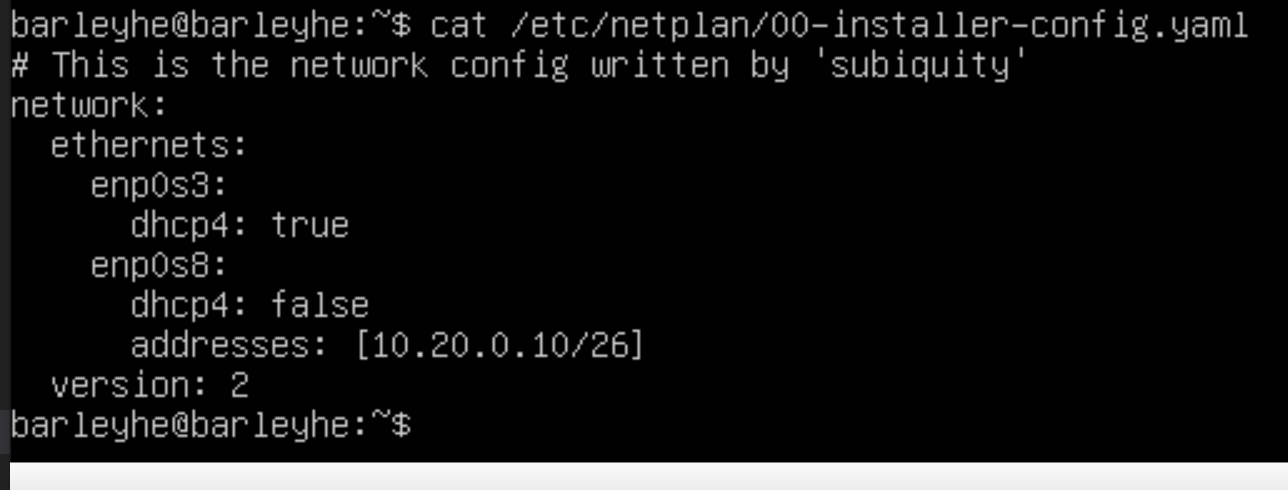 barleyhe@barleyhe:~$ cat /etc/netplan/00-installer-config.yaml
# This is the network config written by 'subiquity'
network:
  ethernets:
    enp0s3:
      dhcp4: true
    enp0s8:
      dhcp4: false
      addresses: [10.20.0.10/26]
  version: 2
barleyhe@barleyhe:~$